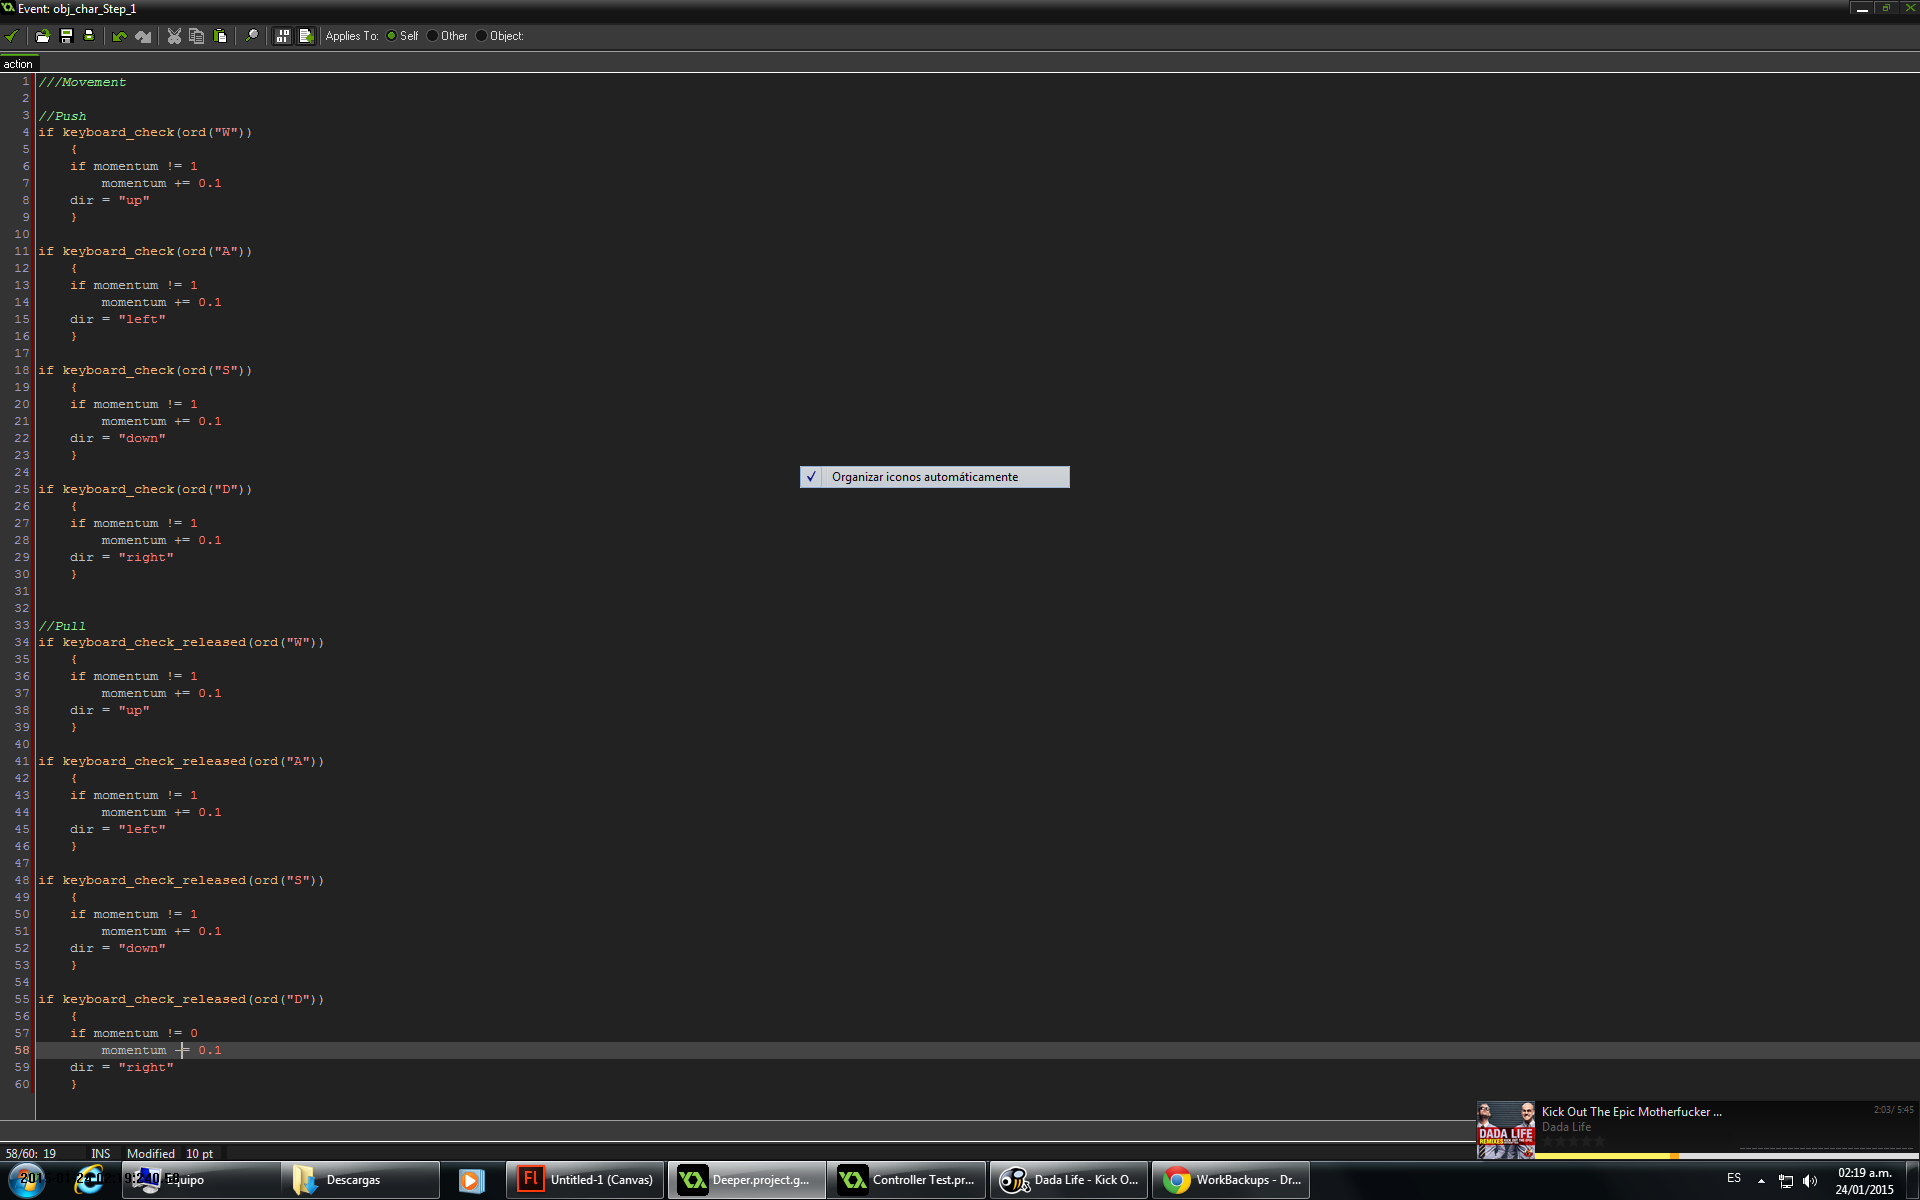 Event: obj_char_Step_1
Applies To: Self Other Object:
action
1 ///Movement
2
3 //Push
4 if keyboard_check(ord("W"))
5 {
6 if momentum != 1
7 momentum += 0.1
8 dir = "up"
9 }
10
11 if keyboard_check(ord("A"))
12 {
13 if momentum != 1
14 momentum += 0.1
15 dir = "left"
16 }
17
18 if keyboard_check(ord("S"))
19 {
20 if momentum != 1
21 momentum += 0.1
22 dir = "down"
23 }
24
Organizar iconos automáticamente
25 if keyboard_check(ord("D"))
26 {
27 if momentum != 1
28 momentum += 0.1
29 dir = "right"
30 }
31
32
33 //Pull
34 if keyboard_check_released(ord("W"))
35 {
36 if momentum != 1
37 momentum += 0.1
38 dir = "up"
39 }
40
41 if keyboard_check_released(ord("A"))
42 {
43 if momentum != 1
44 momentum += 0.1
45 dir = "left"
46 }
47
48 if keyboard_check_released(ord("S"))
49 {
50 if momentum != 1
51 momentum += 0.1
52 dir = "down"
53 }
54
55 if keyboard_check_released(ord("D"))
56 {
57 if momentum != 0
58 momentum 0.1
59 dir = "right"
60 }
Kick Out The Epic Motherfucker ... 2:03/ 5:45
Dada Life
DADA LIFE
58/60: 19 INS Modified 10 pt
Descargas
Untitled-1 (Canvas)
Deeper.project.g...
Controller Test.pr...
Dada Life - Kick O...
WorkBackups - Dr...
ES
02:19 a.m.
24/01/2015